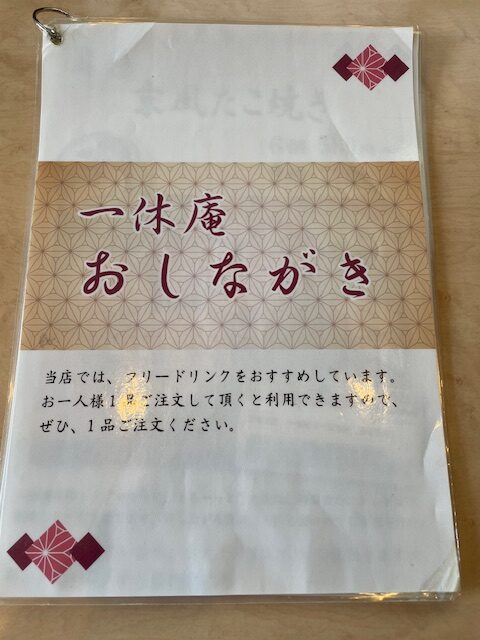 一休庵
おしながき
当店では、フリードリンクをおすすめしています。
お一人様１品ご注文して頂くと利用できますので、
ぜひ、１品ご注文ください。